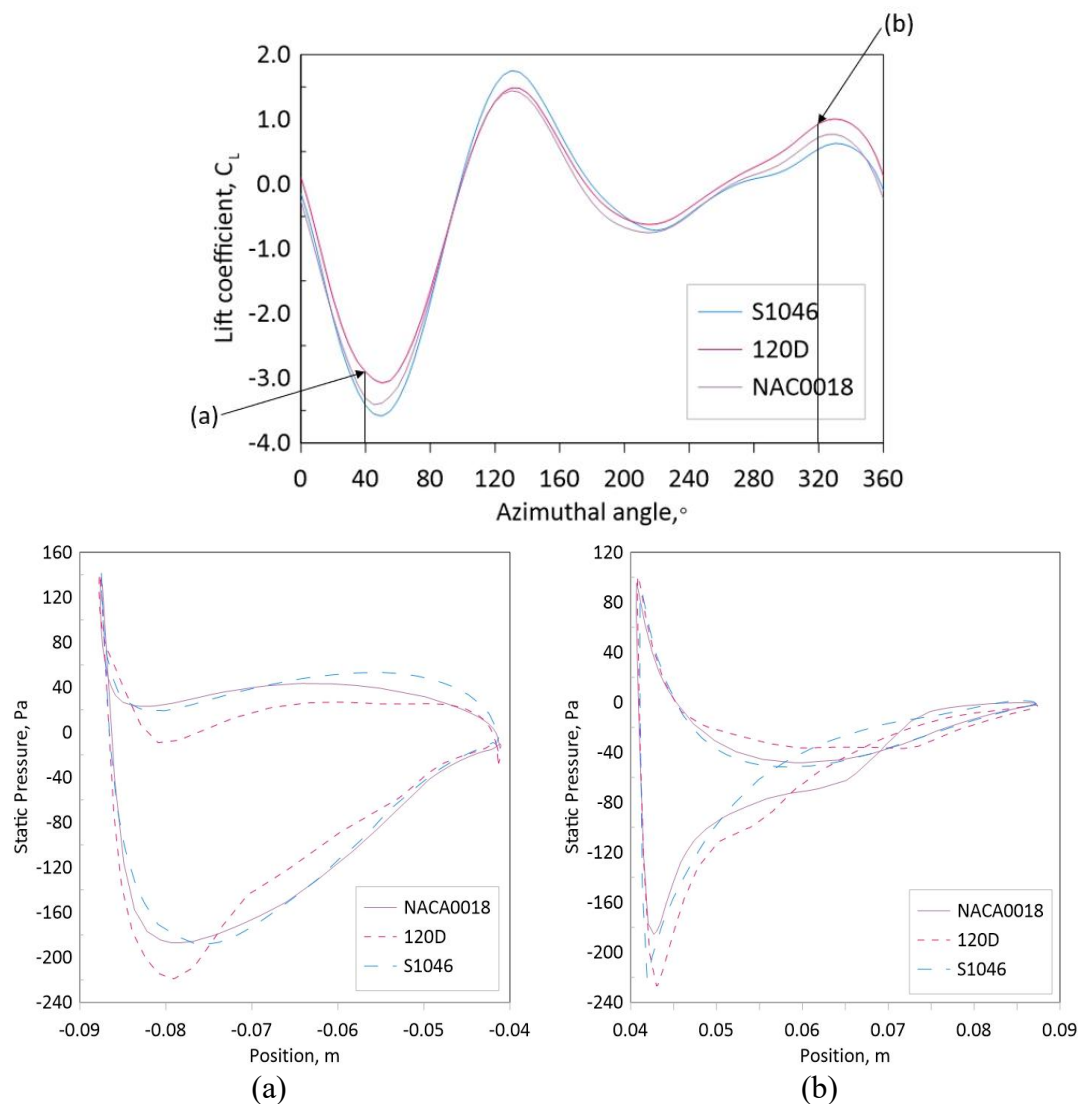 (b)
2.0
1.0
0.0
-1.0
-2.0
-3.0
-4.0
Lift coefficient, C_L
(a)
S1046
120D
NAC0018
0 40 80 120 160 200 240 280 320 360
Azimuthal angle,°
160
120
80
40
0
-40
-80
-120
-160
-200
-240
Static Pressure, Pa
NACA0018
120D
S1046
-0.09 -0.08 -0.07 -0.06 -0.05 -0.04
Position, m
(a)
120
80
40
0
-40
-80
-120
-160
-200
-240
Static Pressure, Pa
NACA0018
120D
S1046
0.04 0.05 0.06 0.07 0.08 0.09
Position, m
(b)